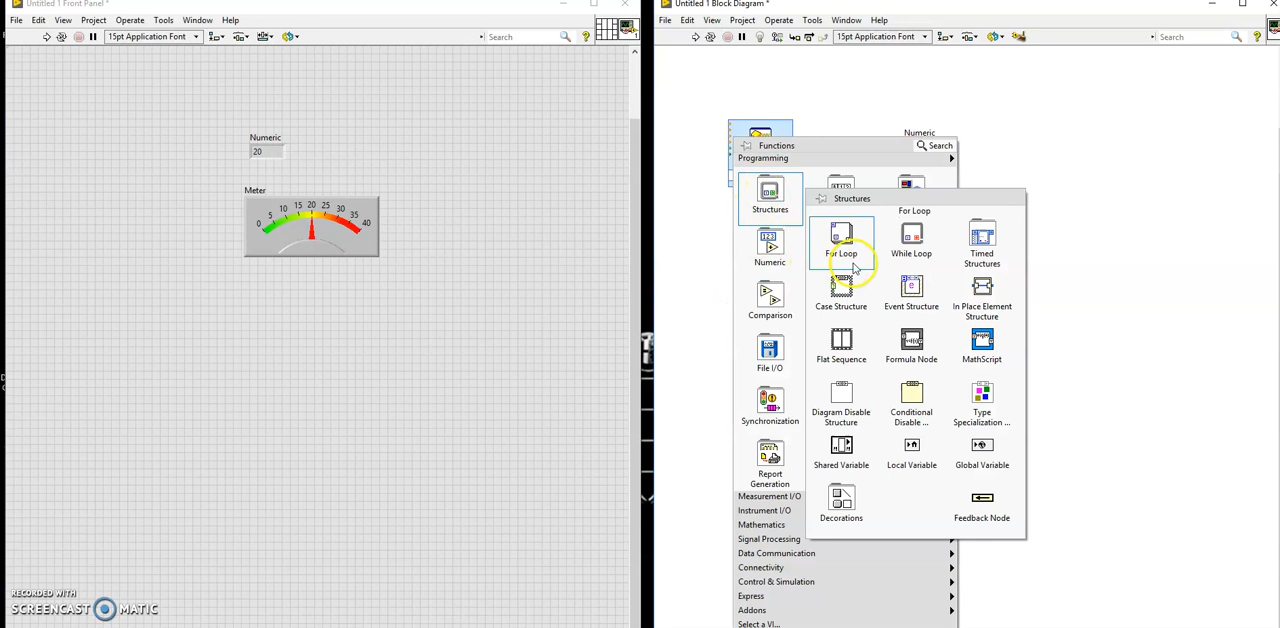 Untitled 1 Front Panel *
File Edit View Project Operate Tools Window Help
15pt Application Font
Search
Numeric
20
Meter
0 5 10 15 20 25 30 35 40
RECORDED WITH
SCREENCAST MATIC
Untitled 1 Block Diagram *
File Edit View Project Operate Tools Window Help
15pt Application Font
Search
Numeric
Functions
Search
Programming
Structures
Numeric
Comparison
File I/O
Synchronization
Report
Generation
Measurement I/O
Instrument I/O
Mathematics
Signal Processing
Data Communication
Connectivity
Control & Simulation
Express
Addons
Select a VI...
Structures
For Loop
For Loop
While Loop
Timed
Structures
Case Structure
Event Structure
In Place Element
Structure
Flat Sequence
Formula Node
MathScript
Diagram Disable
Structure
Conditional
Disable ...
Type
Specialization ...
Shared Variable
Local Variable
Global Variable
Decorations
Feedback Node